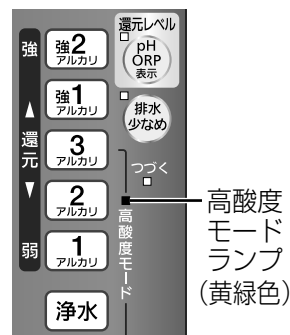 還元レベル
強
強2
アルカリ
pH
ORP
表示
強1
アルカリ
排水
少なめ
還元
3
アルカリ
つづく
2
アルカリ
高酸度モード
弱
1
アルカリ
浄水
高酸度
モード
ランプ
(黄緑色)